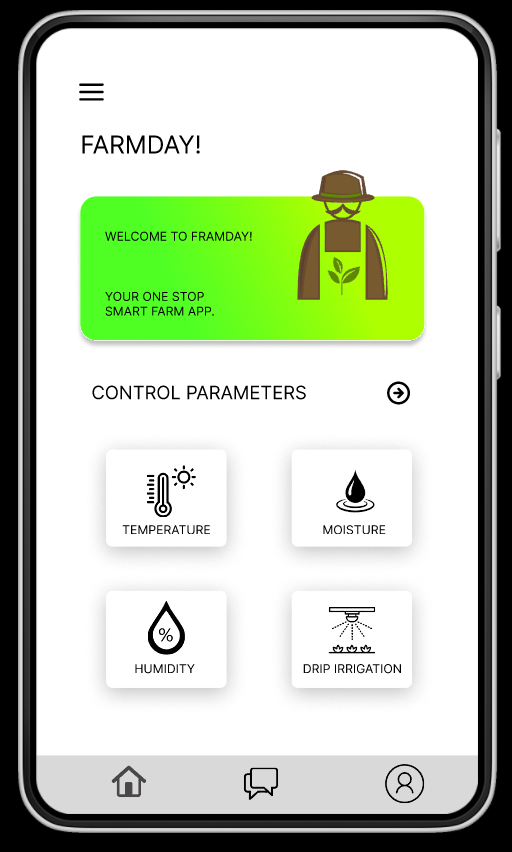 FARMDAY!
WELCOME TO FRAMDAY!
YOUR ONE STOP
SMART FARM APP.
CONTROL PARAMETERS
TEMPERATURE
MOISTURE
%
HUMIDITY
DRIP IRRIGATION